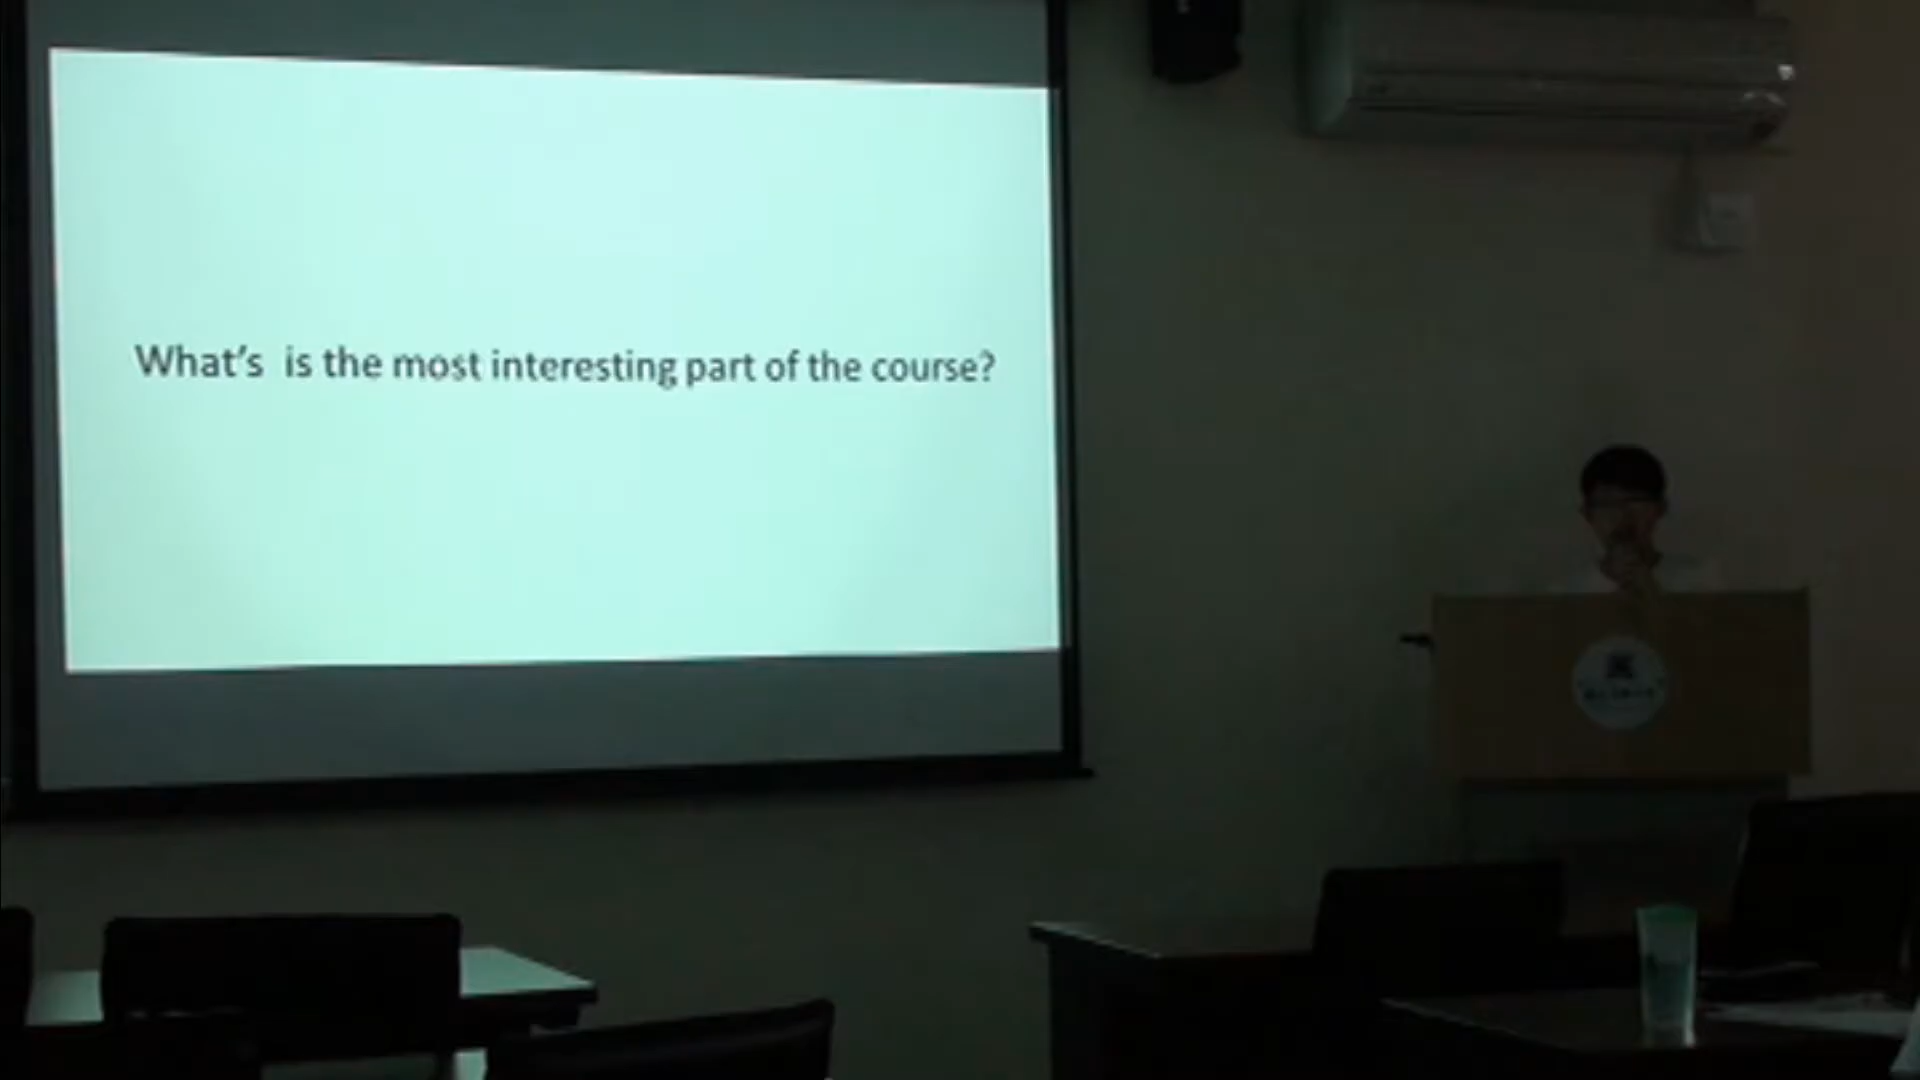 What's is the most interesting part of the course?